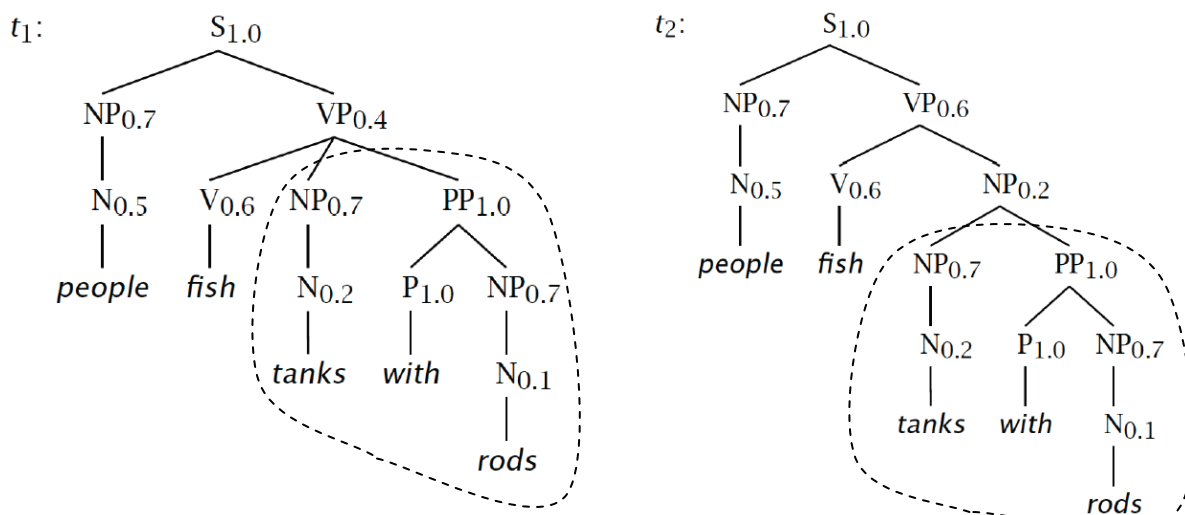 t1: S1.0
NP0.7 VP0.4
N0.5 V0.6 NP0.7 PP1.0
people fish N0.2 P1.0 NP0.7
tanks with N0.1
rods
t2: S1.0
NP0.7 VP0.6
N0.5 V0.6 NP0.2
people fish NP0.7 PP1.0
N0.2 P1.0 NP0.7
tanks with N0.1
rods